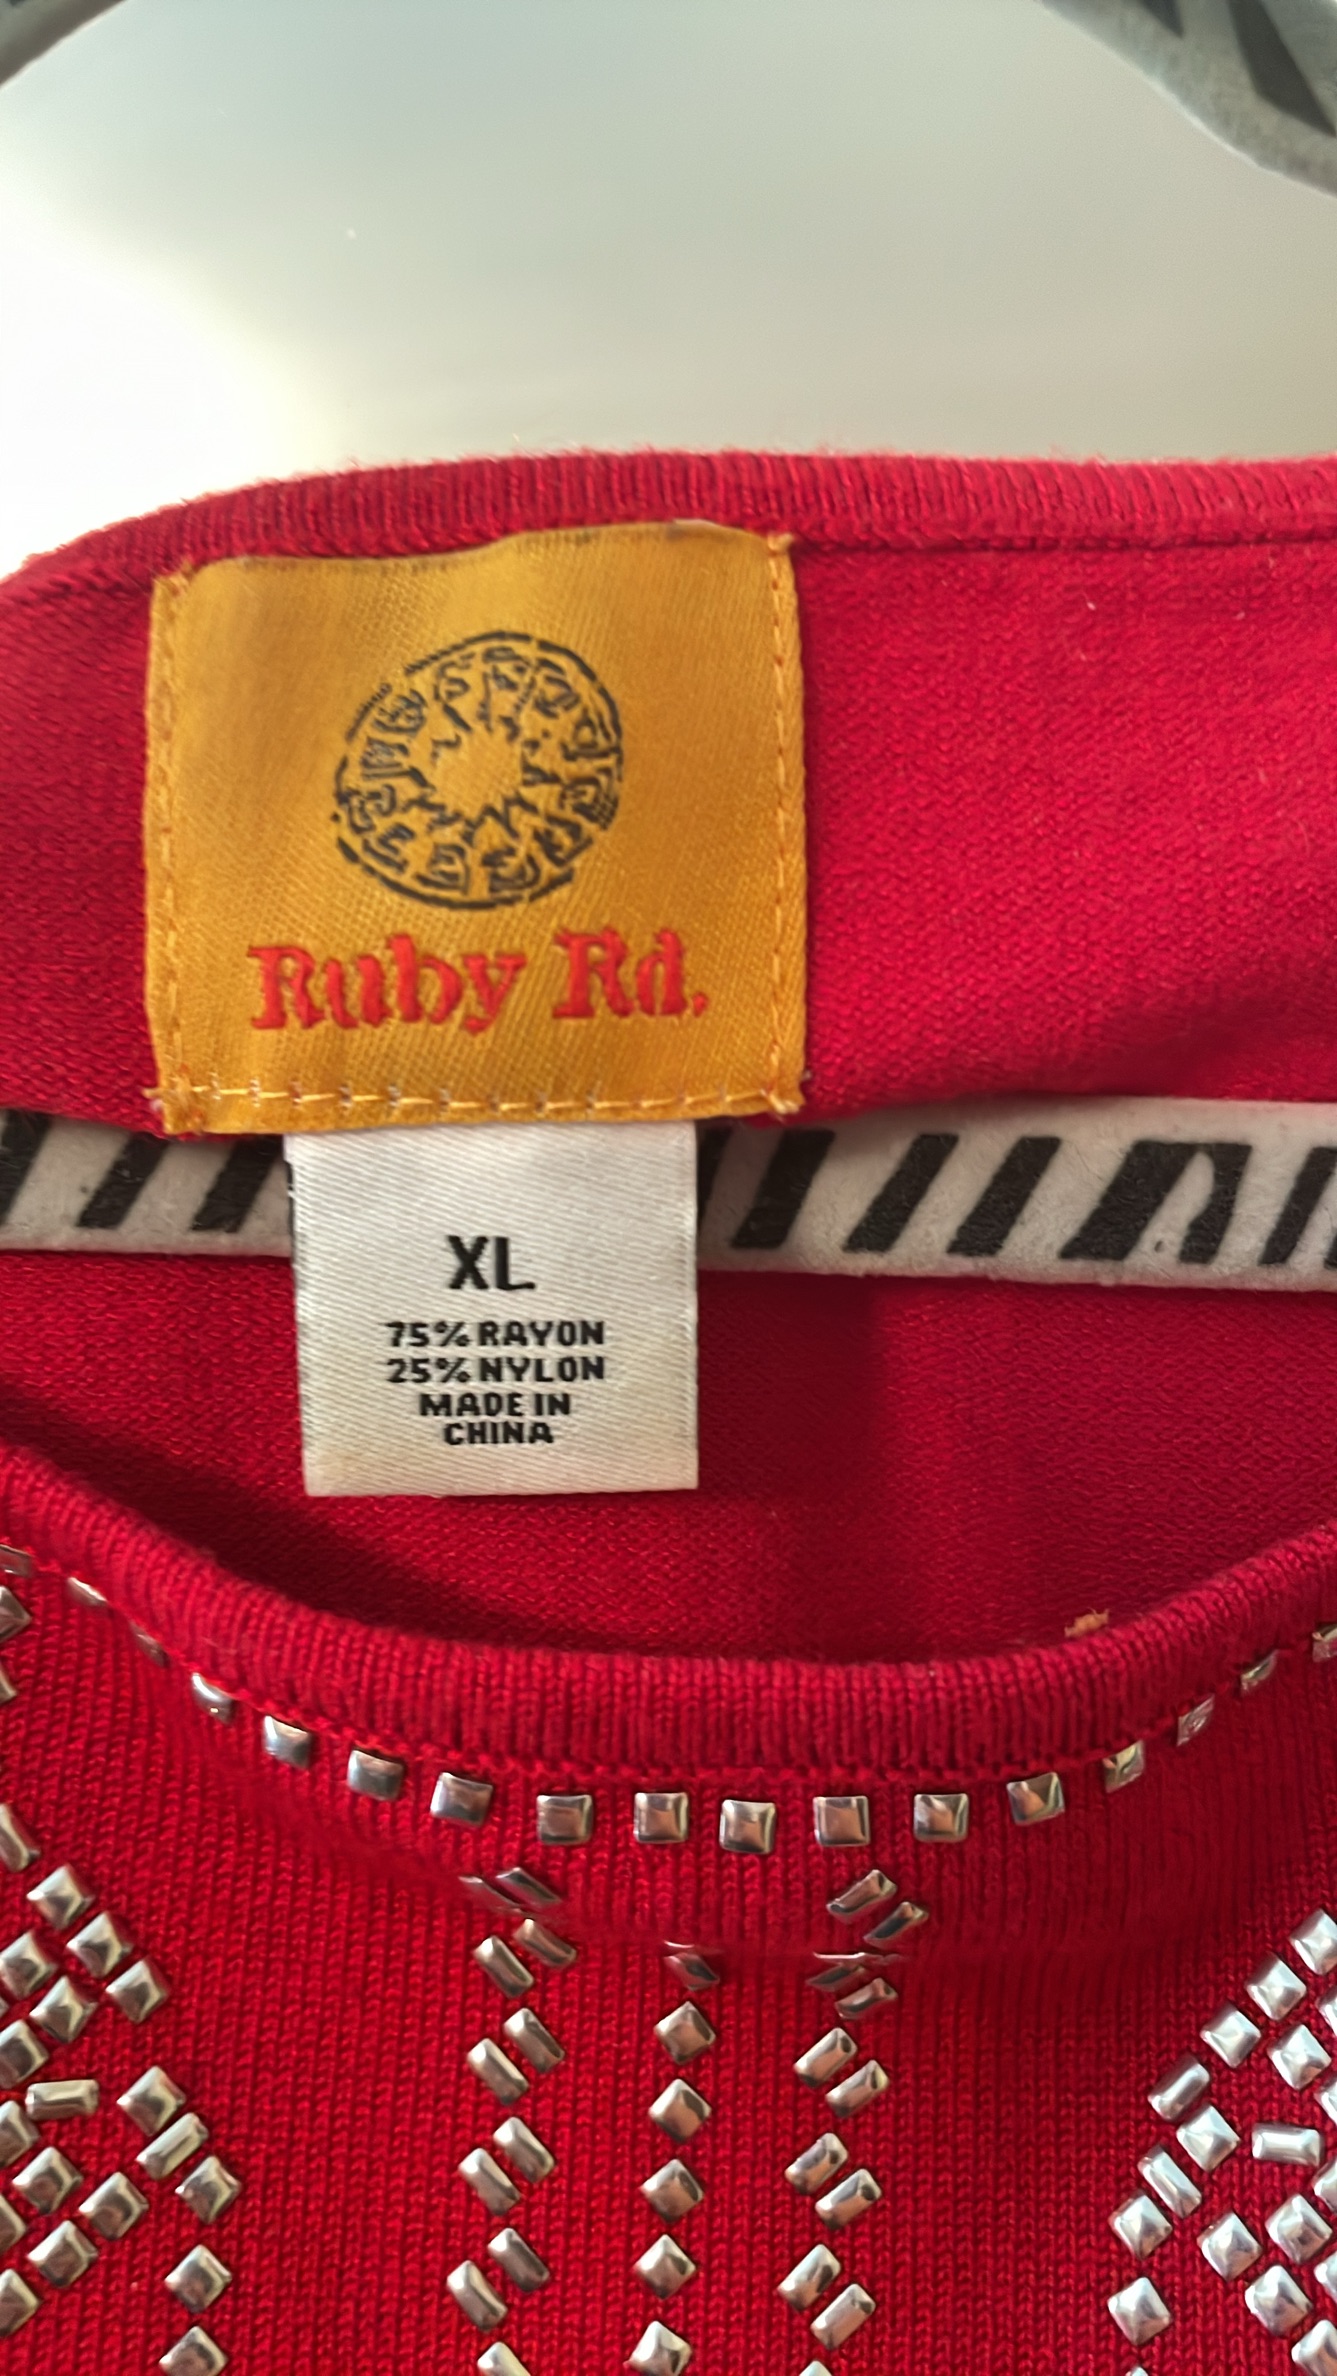 Ruby Rd.
XL
75% RAYON
25% NYLON
MADE IN
CHINA